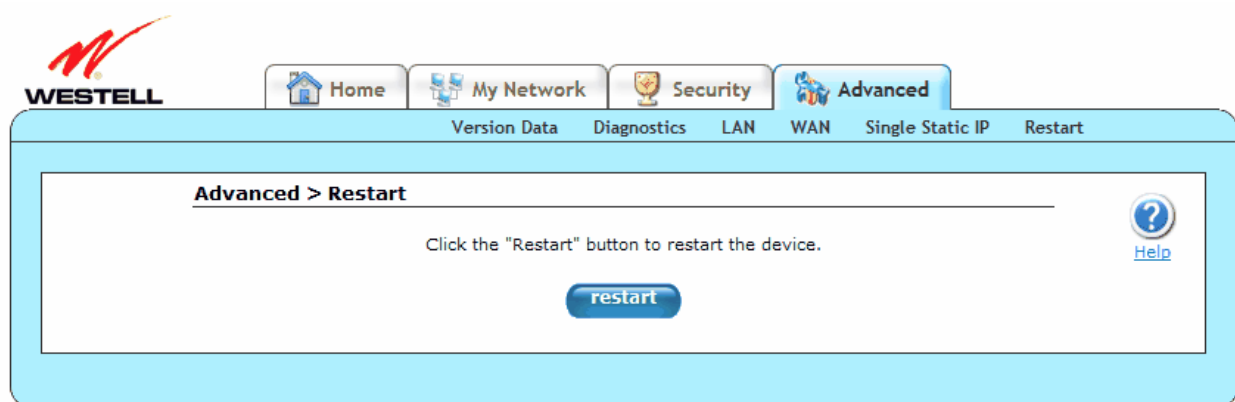 WESTELL
Home My Network Security Advanced
Version Data Diagnostics LAN WAN Single Static IP Restart
Advanced > Restart
Click the "Restart" button to restart the device.
Help
restart